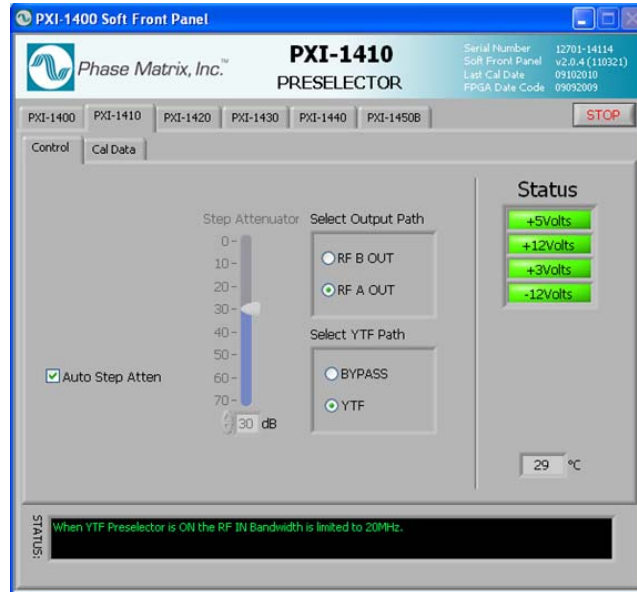 PXI-1400 Soft Front Panel
Phase Matrix, Inc.™
PXI-1410
PRESELECTOR
Serial Number 12701-14114
Soft Front Panel v2.0.4 (110321)
Last Cal Date 09102010
FPGA Date Code 09092009
PXI-1400 PXI-1410 PXI-1420 PXI-1430 PXI-1440 PXI-1450B STOP
Control Cal Data
Step Attenuator
0-
10-
20-
30-
40-
50-
60-
70-
30 dB
Auto Step Atten
Select Output Path
RF B OUT
RF A OUT
Select YTF Path
BYPASS
YTF
Status
+5Volts
+12Volts
+3Volts
-12Volts
29 °C
STATUS:
When YTF Preselector is ON the RF IN Bandwidth is limited to 20MHz.